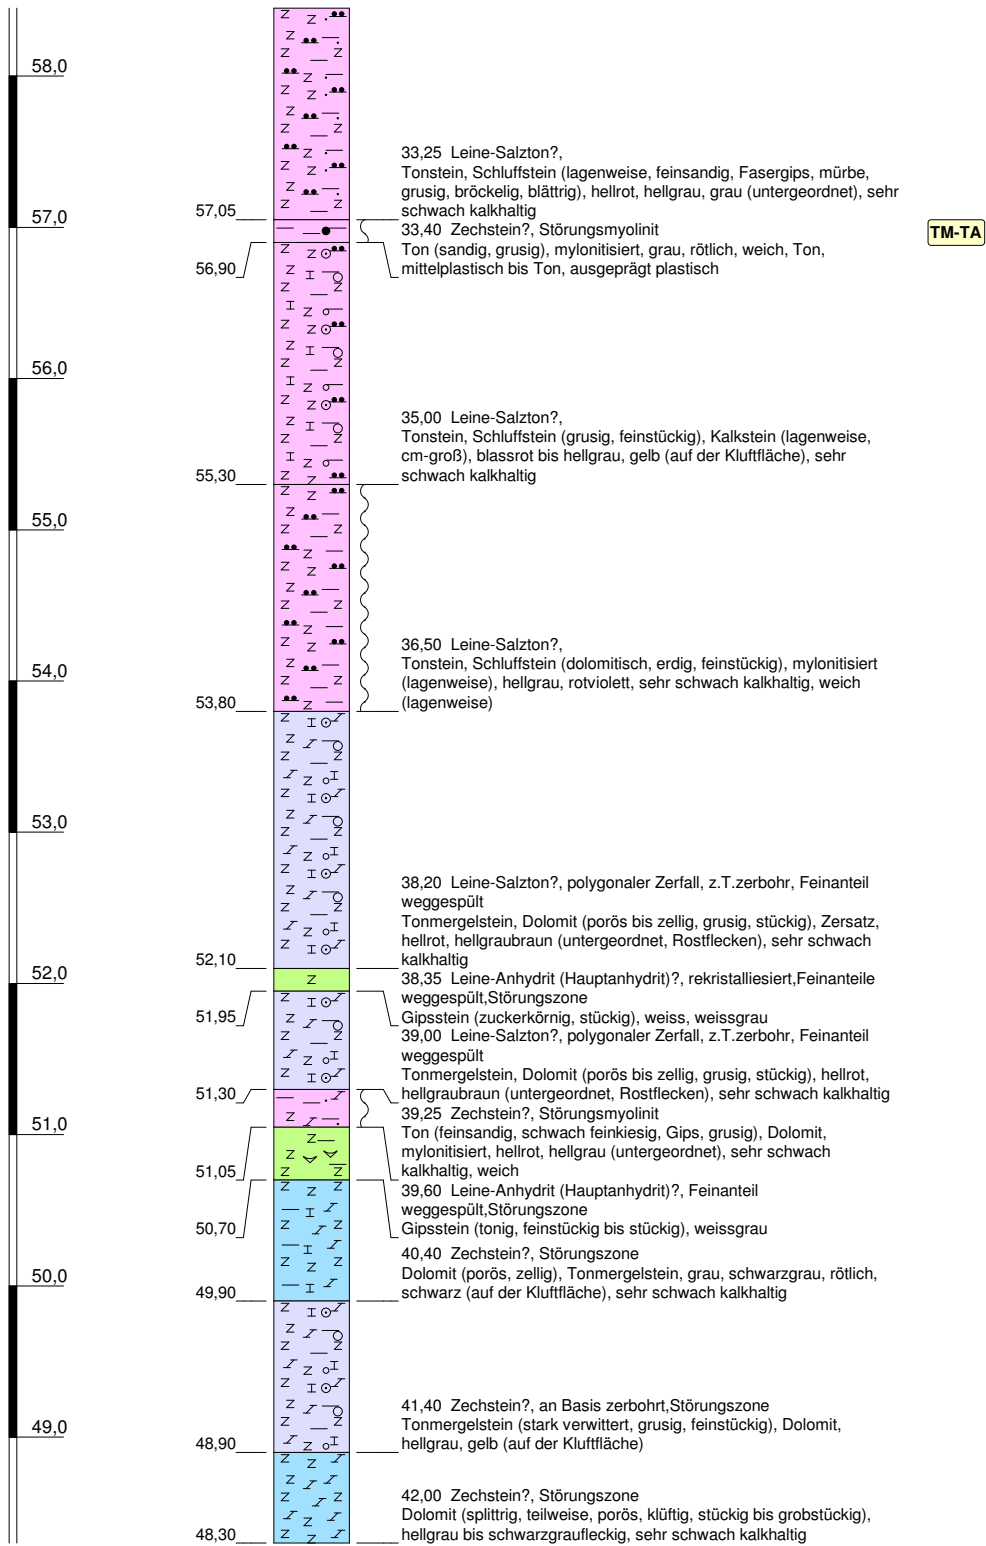 58,0
33,25 Leine-Salzton?,
Tonstein, Schluffstein (lagenweise, feinsandig, Fasergips, mürbe,
grusig, bröckelig, blättrig), hellrot, hellgrau, grau (untergeordnet), sehr
schwach kalkhaltig
57,05
57,0
33,40 Zechstein?, Störungsmyolinit
Ton (sandig, grusig), mylonitisiert, grau, rötlich, weich, Ton,
mittelplastisch bis Ton, ausgeprägt plastisch
TM-TA
56,90
56,0
35,00 Leine-Salzton?,
Tonstein, Schluffstein (grusig, feinstückig), Kalkstein (lagenweise,
cm-groß), blassrot bis hellgrau, gelb (auf der Kluftfläche), sehr
schwach kalkhaltig
55,30
55,0
36,50 Leine-Salzton?,
Tonstein, Schluffstein (dolomitisch, erdig, feinstückig), mylonitisiert
(lagenweise), hellgrau, rotviolett, sehr schwach kalkhaltig, weich
(lagenweise)
54,0
53,80
53,0
38,20 Leine-Salzton?, polygonaler Zerfall, z.T.zerbohr, Feinanteil
weggespült
Tonmergelstein, Dolomit (porös bis zellig, grusig, stückig), Zersatz,
hellrot, hellgraubraun (untergeordnet, Rostflecken), sehr schwach
kalkhaltig
52,10
52,0
38,35 Leine-Anhydrit (Hauptanhydrit)?, rekristalliesiert,Feinanteile
weggespült,Störungszone
Gipsstein (zuckerkörnig, stückig), weiss, weissgrau
51,95
39,00 Leine-Salzton?, polygonaler Zerfall, z.T.zerbohr, Feinanteil
weggespült
Tonmergelstein, Dolomit (porös bis zellig, grusig, stückig), hellrot,
hellgraubraun (untergeordnet, Rostflecken), sehr schwach kalkhaltig
51,30
39,25 Zechstein?, Störungsmyolinit
Ton (feinsandig, schwach feinkiesig, Gips, grusig), Dolomit,
mylonitisiert, hellrot, hellgrau (untergeordnet), sehr schwach
kalkhaltig, weich
51,0
51,05
39,60 Leine-Anhydrit (Hauptanhydrit)?, Feinanteil
weggespült,Störungszone
Gipsstein (tonig, feinstückig bis stückig), weissgrau
50,70
40,40 Zechstein?, Störungszone
Dolomit (porös, zellig), Tonmergelstein, grau, schwarzgrau, rötlich,
schwarz (auf der Kluftfläche), sehr schwach kalkhaltig
50,0
49,90
41,40 Zechstein?, an Basis zerbohrt,Störungszone
Tonmergelstein (stark verwittert, grusig, feinstückig), Dolomit,
hellgrau, gelb (auf der Kluftfläche)
49,0
48,90
42,00 Zechstein?, Störungszone
Dolomit (splittrig, teilweise, porös, klüftig, stückig bis grobstückig),
hellgrau bis schwarzgraufleckig, sehr schwach kalkhaltig
48,30